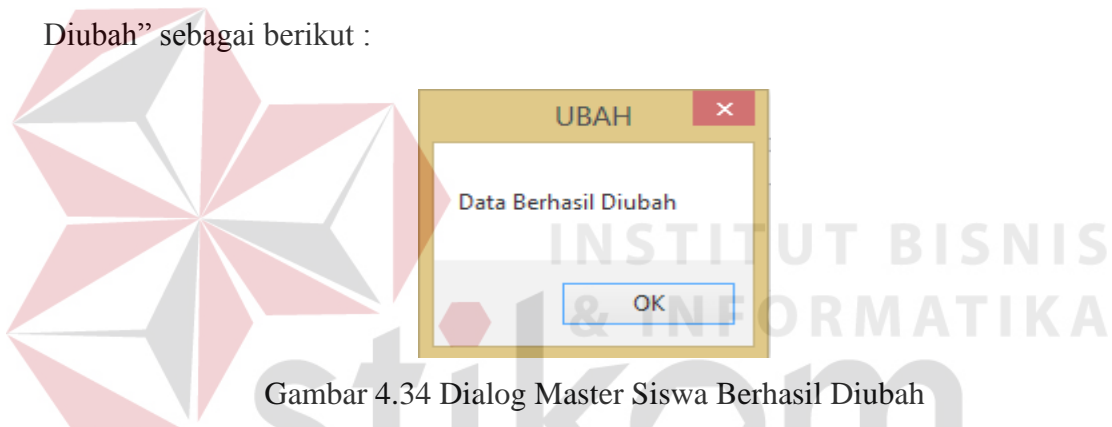 Diubah” sebagai berikut :
UBAH
Data Berhasil Diubah
INSTITUT BISNIS
OK
& INFORMATIKA
stikom
Gambar 4.34 Dialog Master Siswa Berhasil Diubah